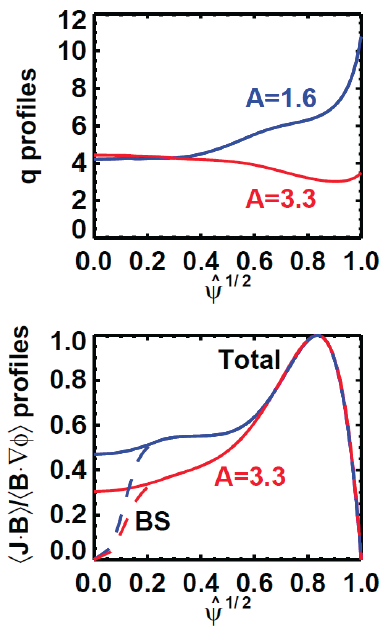 12
10
8
6
4
2
0
q profiles
A=1.6
A=3.3
0.0 0.2 0.4 0.6 0.8 1.0
ψ̂ 1/2
1.0
0.8
0.6
0.4
0.2
0.0
⟨J·B⟩/⟨B·∇ϕ⟩ profiles
Total
A=3.3
BS
0.0 0.2 0.4 0.6 0.8 1.0
ψ̂ 1/2